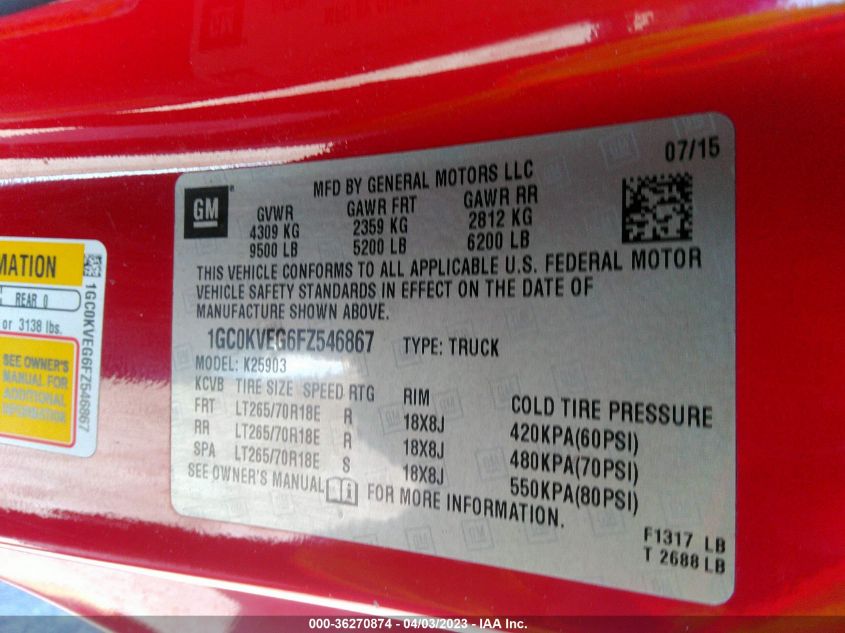 07/15
GM
MFD BY GENERAL MOTORS LLC
GVWR GAWR FRT GAWR RR
4309 KG 2359 KG 2812 KG
9500 LB 5200 LB 6200 LB
THIS VEHICLE CONFORMS TO ALL APPLICABLE U.S. FEDERAL MOTOR
VEHICLE SAFETY STANDARDS IN EFFECT ON THE DATE OF
MANUFACTURE SHOWN ABOVE.
1GC0KVEG6FZ546867 TYPE: TRUCK
MODEL: K25903
KCVB TIRE SIZE SPEED RTG RIM COLD TIRE PRESSURE
FRT LT265/70R18E R 18X8J 420KPA(60PSI)
RR LT265/70R18E R 18X8J 480KPA(70PSI)
SPA LT265/70R18E S 18X8J 550KPA(80PSI)
SEE OWNER'S MANUAL FOR MORE INFORMATION.
F1317 LB
T 2688 LB
MATION
REAR 0
or 3138 lbs.
SEE OWNER'S
MANUAL FOR
ADDITIONAL
INFORMATION
1GC0KVEG6FZ546867
000-36270874 - 04/03/2023 - IAA Inc.